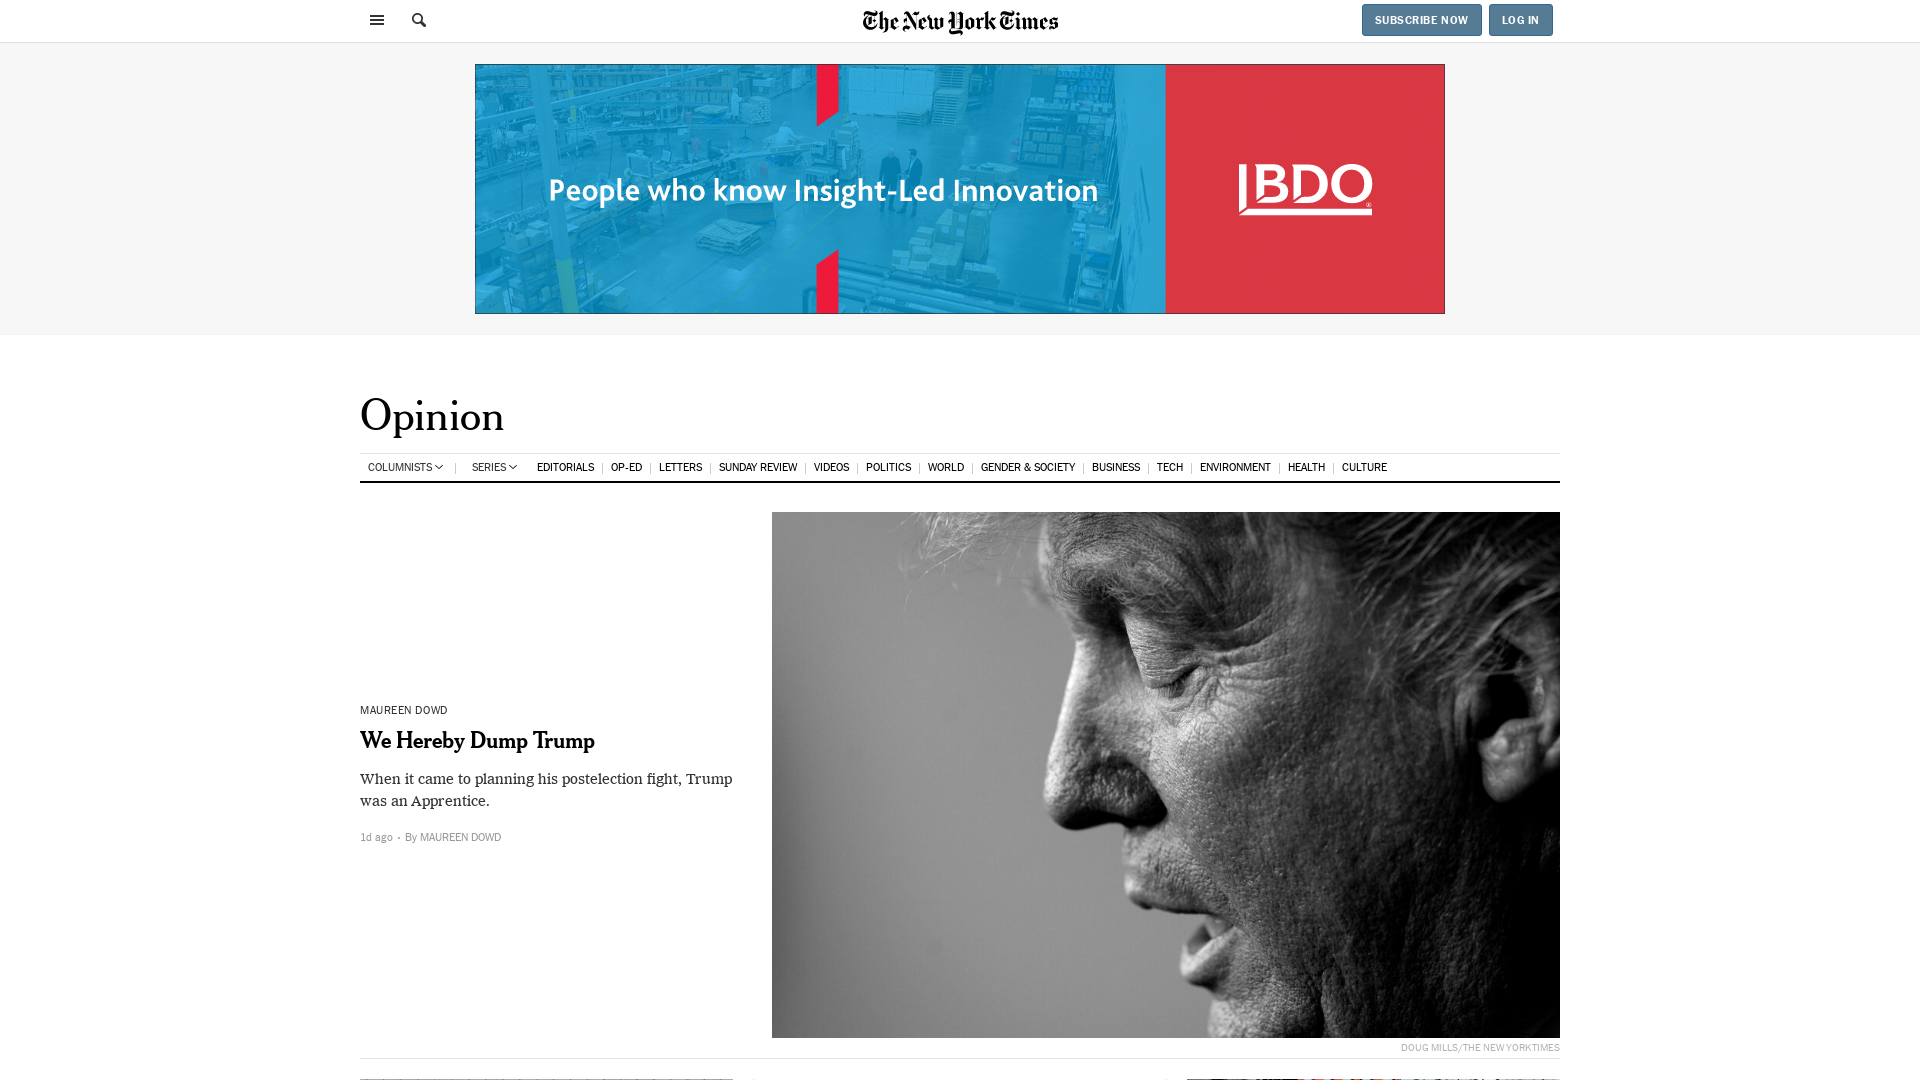 The New York Times
SUBSCRIBE NOW
LOG IN
People who know Insight-Led Innovation
BDO
Opinion
COLUMNISTS
SERIES
EDITORIALS
OP-ED
LETTERS
SUNDAY REVIEW
VIDEOS
POLITICS
WORLD
GENDER & SOCIETY
BUSINESS
TECH
ENVIRONMENT
HEALTH
CULTURE
MAUREEN DOWD
We Hereby Dump Trump
When it came to planning his postelection fight, Trump
was an Apprentice.
1d ago • By MAUREEN DOWD
DOUG MILLS/THE NEW YORK TIMES